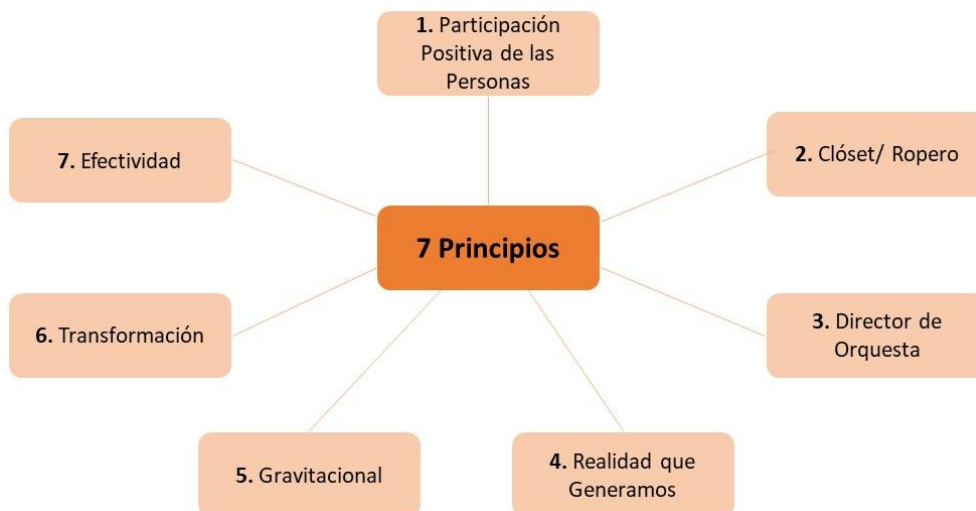 1. Participación
Positiva de las
Personas
7. Efectividad
2. Clóset/ Ropero
7 Principios
6. Transformación
3. Director de
Orquesta
5. Gravitacional
4. Realidad que
Generamos